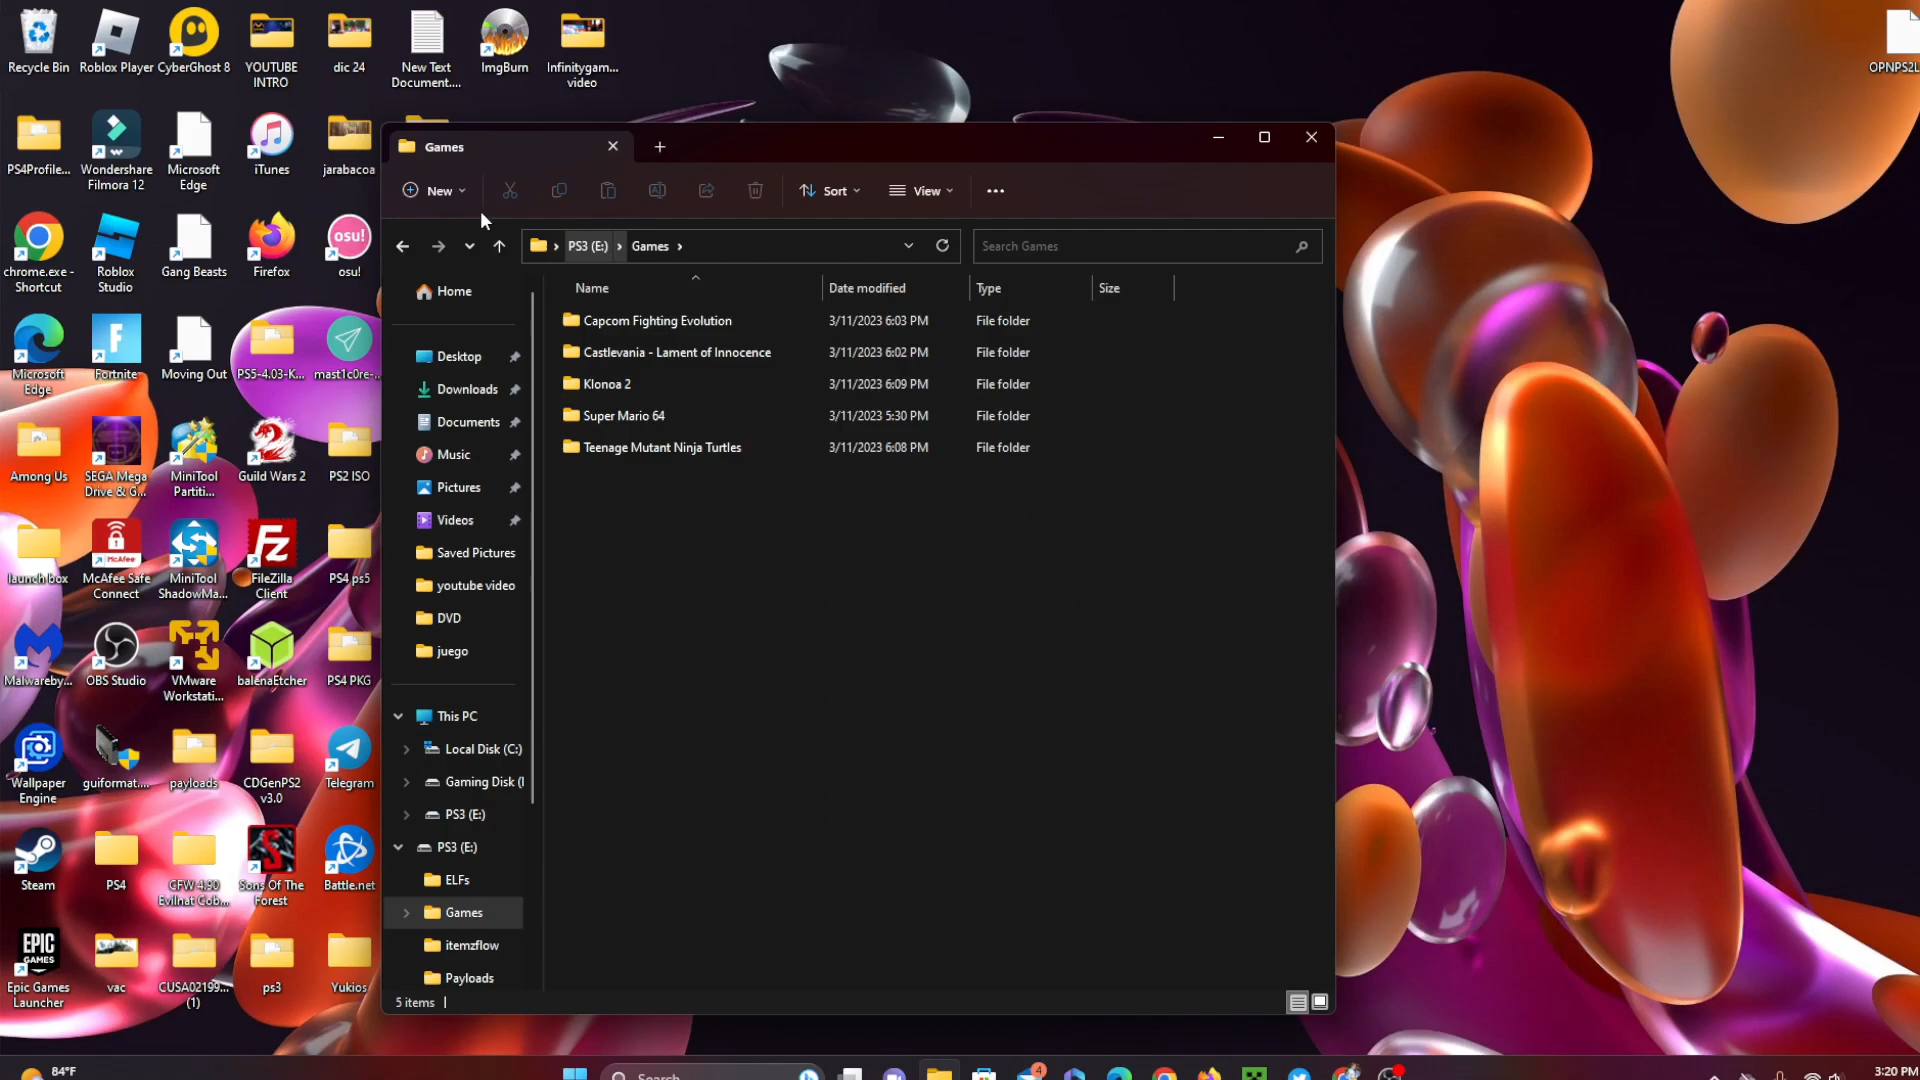 Recycle Bin
Roblox Player
CyberGhost 8
YOUTUBE
INTRO
dic 24
New Text
Document....
ImgBurn
Infinitygam...
video
OPNPS2L
PS4Profile...
Wondershare
Filmora 12
Microsoft
Edge
iTunes
jarabacoa
chrome.exe -
Shortcut
Roblox
Studio
Gang Beasts
Firefox
osu!
osu!
Microsoft
Edge
Fortnite
Moving Out
PS5-4.03-K...
mast1c0re-...
Among Us
SEGA Mega
Drive & G...
MiniTool
Partiti...
Guild Wars 2
PS2 ISO
launch box
McAfee Safe
Connect
MiniTool
ShadowMa...
Fz
FileZilla
Client
PS4 ps5
Malwareby...
OBS Studio
VMware
Workstati...
balenaEtcher
PS4 PKG
Wallpaper
Engine
guiformat....
payloads
CDGenPS2
v3.0
Telegram
Steam
PS4
CFW 4.90
Evilnat Cob...
Sons Of The
Forest
Battle.net
EPIC
GAMES
Epic Games
Launcher
vac
CUSA02199...
(1)
ps3
Yukios
Games
New
Sort
View
PS3 (E:)
Games
Search Games
Name
Date modified
Type
Size
Capcom Fighting Evolution 3/11/2023 6:03 PM File folder
Castlevania - Lament of Innocence 3/11/2023 6:02 PM File folder
Klonoa 2 3/11/2023 6:09 PM File folder
Super Mario 64 3/11/2023 5:30 PM File folder
Teenage Mutant Ninja Turtles 3/11/2023 6:08 PM File folder
Home
Desktop
Downloads
Documents
Music
Pictures
Videos
Saved Pictures
youtube video
DVD
juego
This PC
Local Disk (C:)
Gaming Disk (
PS3 (E:)
PS3 (E:)
ELFs
Games
itemzflow
Payloads
5 items
84°F
Search
4
3:20 PM